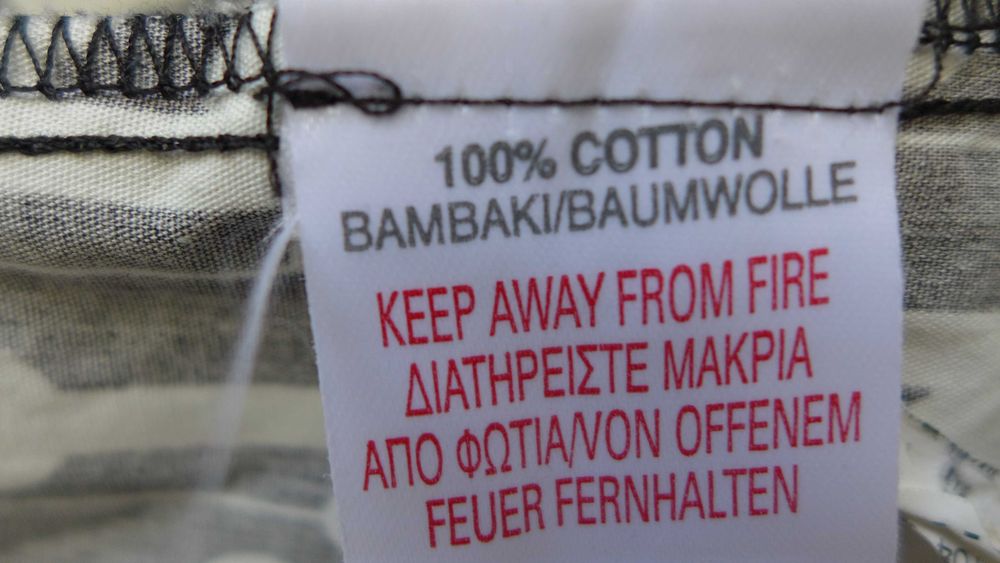 100% COTTON
BAMBAKI/BAUMWOLLE
KEEP AWAY FROM FIRE
ΔΙΑΤΗΡΕΙΣΤΕ ΜΑΚΡΙΑ
ΑΠΟ ΦΩΤΙΑ/VON OFFENEM
FEUER FERNHALTEN